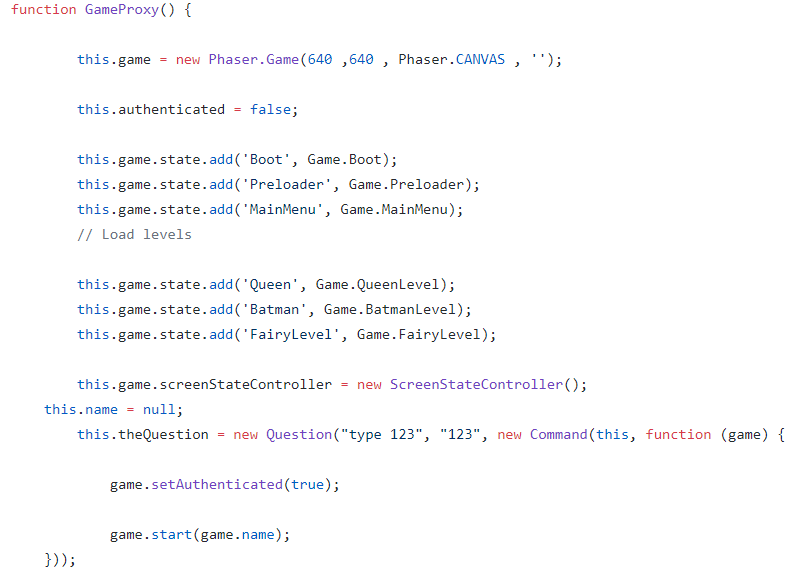 function GameProxy() {
this.game = new Phaser.Game(640 ,640 , Phaser.CANVAS , '');
this.authenticated = false;
this.game.state.add('Boot', Game.Boot);
this.game.state.add('Preloader', Game.Preloader);
this.game.state.add('MainMenu', Game.MainMenu);
// Load levels
this.game.state.add('Queen', Game.QueenLevel);
this.game.state.add('Batman', Game.BatmanLevel);
this.game.state.add('FairyLevel', Game.FairyLevel);
this.game.screenStateController = new ScreenStateController();
this.name = null;
this.theQuestion = new Question("type 123", "123", new Command(this, function (game) {
game.setAuthenticated(true);
game.start(game.name);
}));